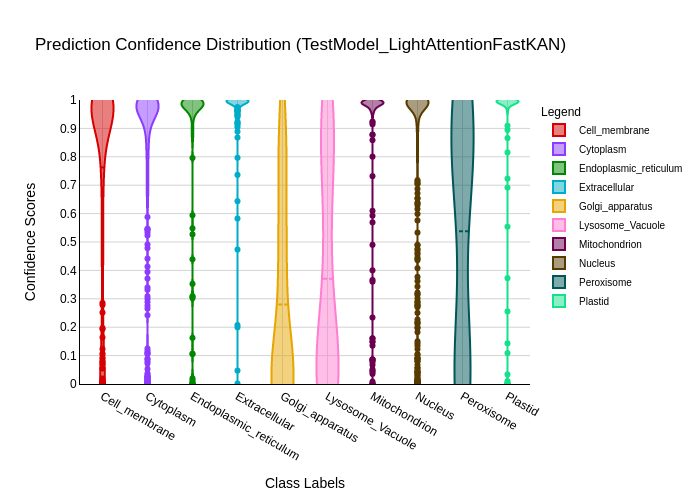 Prediction Confidence Distribution (TestModel_LightAttentionFastKAN)
Legend
Cell_membrane
Cytoplasm
Endoplasmic_reticulum
Extracellular
Golgi_apparatus
Lysosome_Vacuole
Mitochondrion
Nucleus
Peroxisome
Plastid
Confidence Scores
1
0.9
0.8
0.7
0.6
0.5
0.4
0.3
0.2
0.1
0
Cell_membrane
Cytoplasm
Endoplasmic_reticulum
Extracellular
Golgi_apparatus
Lysosome_Vacuole
Mitochondrion
Nucleus
Peroxisome
Plastid
Class Labels